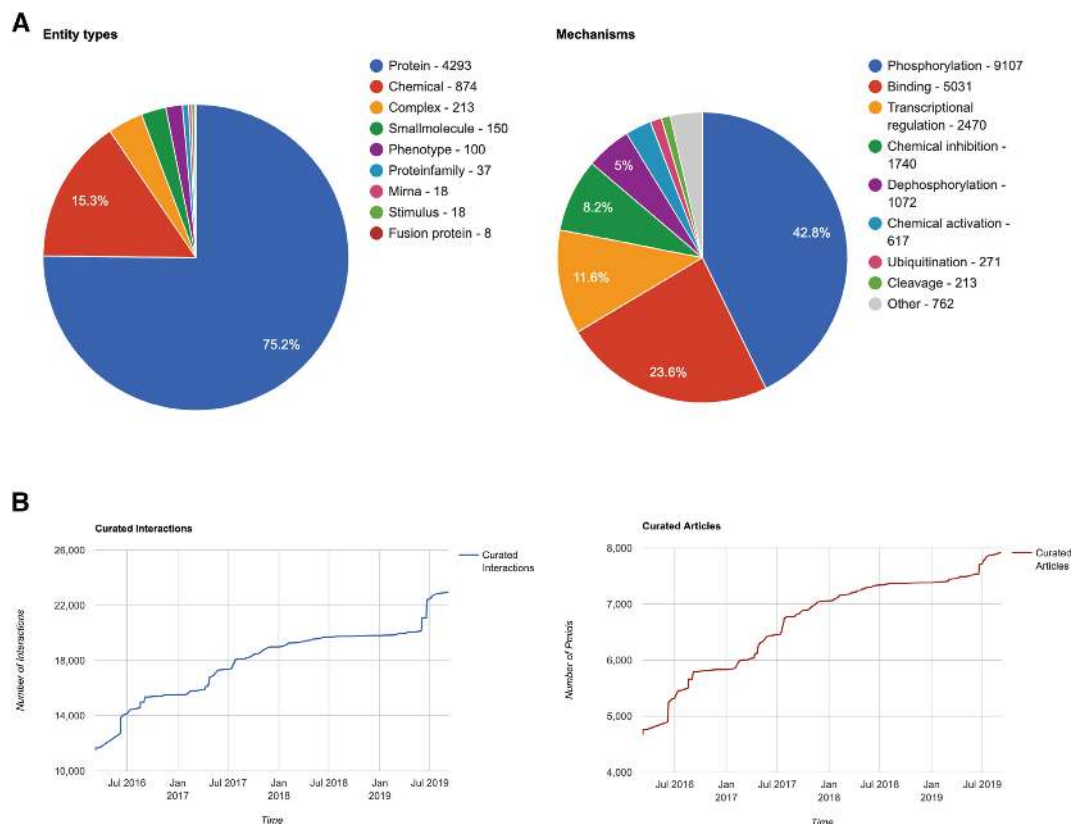 A
Entity types
Protein - 4293
Chemical - 874
Complex - 213
Smallmolecule - 150
Phenotype - 100
Proteinfamily - 37
Mirna - 18
Stimulus - 18
Fusion protein - 8
15.3%
75.2%
Mechanisms
Phosphorylation - 9107
Binding - 5031
Transcriptional
regulation - 2470
Chemical inhibition -
1740
Dephosphorylation -
1072
Chemical activation -
617
Ubiquitination - 271
Cleavage - 213
Other - 762
5%
8.2%
11.6%
42.8%
23.6%
B
Curated Interactions
26,000
22,000
18,000
14,000
10,000
Number of Interactions
Jul 2016
Jan
2017
Jul 2017
Jan
2018
Jul 2018
Jan
2019
Jul 2019
Time
Curated
Interactions
Curated Articles
8,000
7,000
6,000
5,000
4,000
Number of Pmids
Jul 2016
Jan
2017
Jul 2017
Jan
2018
Jul 2018
Jan
2019
Jul 2019
Time
Curated
Articles